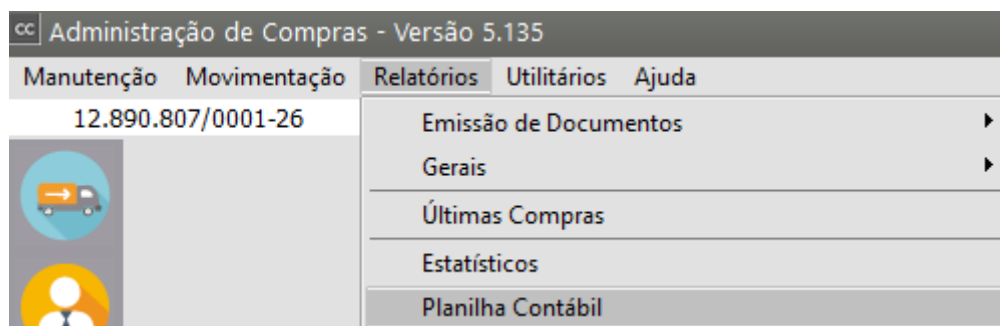 cc Administração de Compras - Versão 5.135
Manutenção Movimentação Relatórios Utilitários Ajuda
12.890.807/0001-26
Emissão de Documentos
Gerais
Últimas Compras
Estatísticos
Planilha Contábil